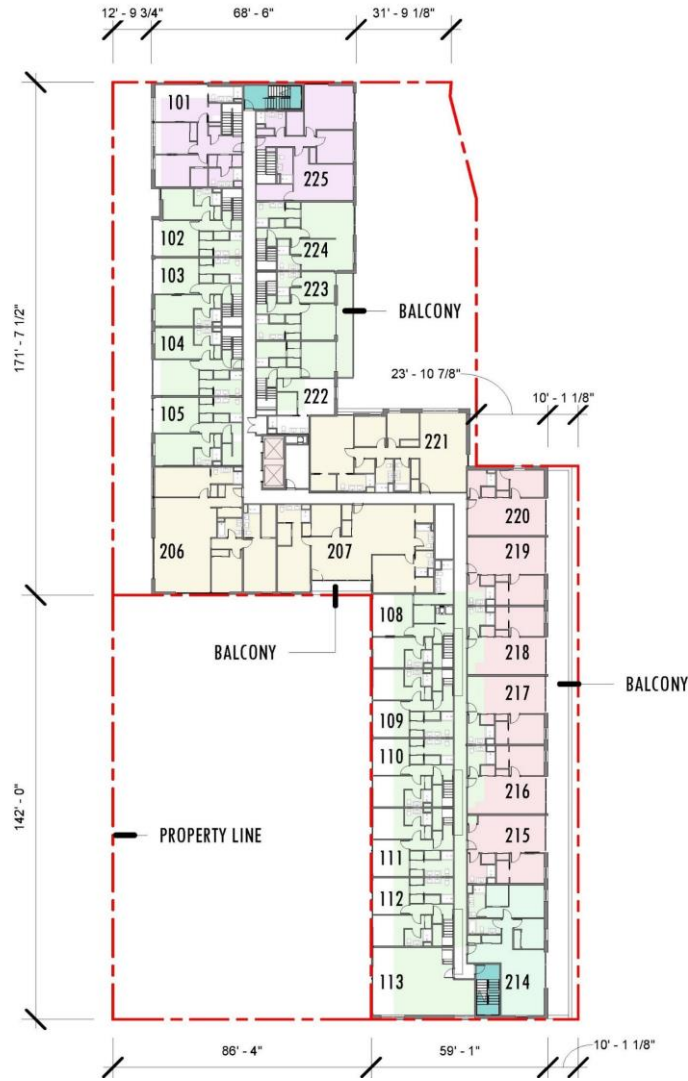 12' - 9 3/4"
68' - 6"
31' - 9 1/8"
101
225
102
224
103
223
171' - 7 1/2"
BALCONY
104
23' - 10 7/8"
222
10' - 1 1/8"
105
221
220
206
207
219
108
BALCONY
218
217
BALCONY
109
110
216
142' - 0"
PROPERTY LINE
215
111
112
113
214
86' - 4"
59' - 1"
10' - 1 1/8"